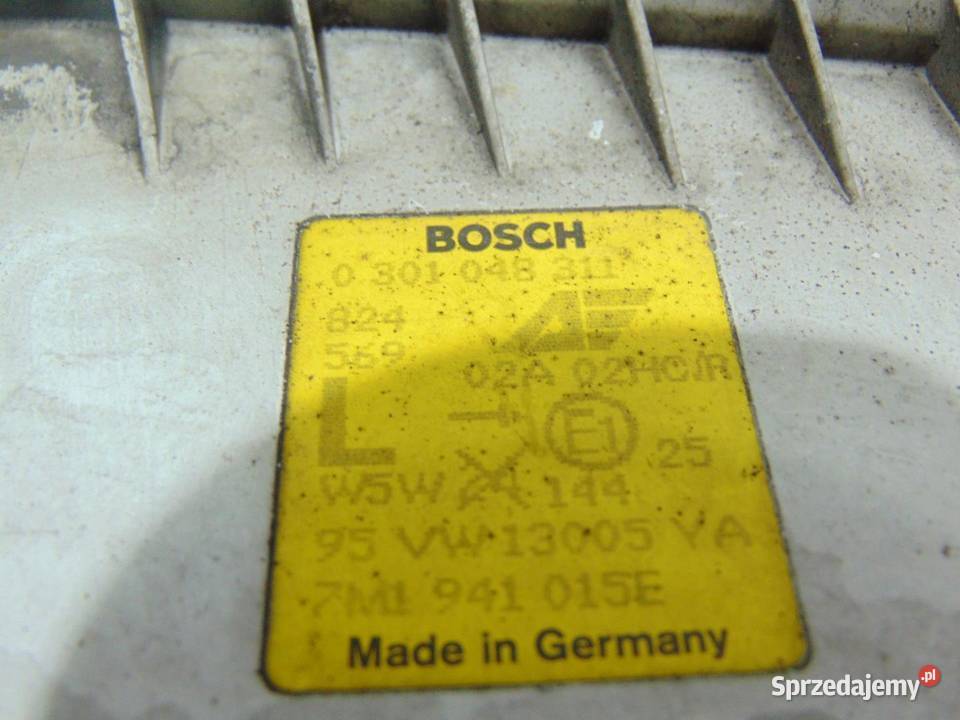 BOSCH
0 301 048 311
824
569
02A 02HC/R
L
E1
25
W5W 24 144
95 VW 13005 YA
7M1 941 015E
Made in Germany
Sprzedajemy.pl